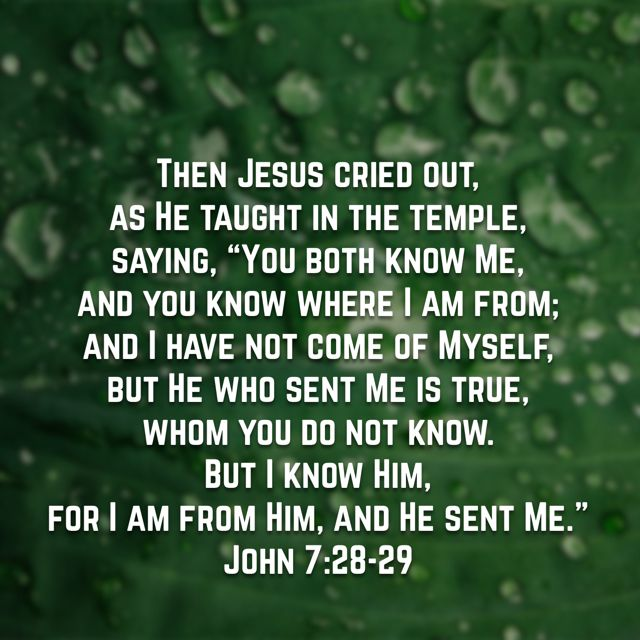 Then Jesus cried out,
as He taught in the temple,
saying, “You both know Me,
and you know where I am from;
and I have not come of Myself,
but He who sent Me is true,
whom you do not know.
But I know Him,
for I am from Him, and He sent Me.”
John 7:28-29